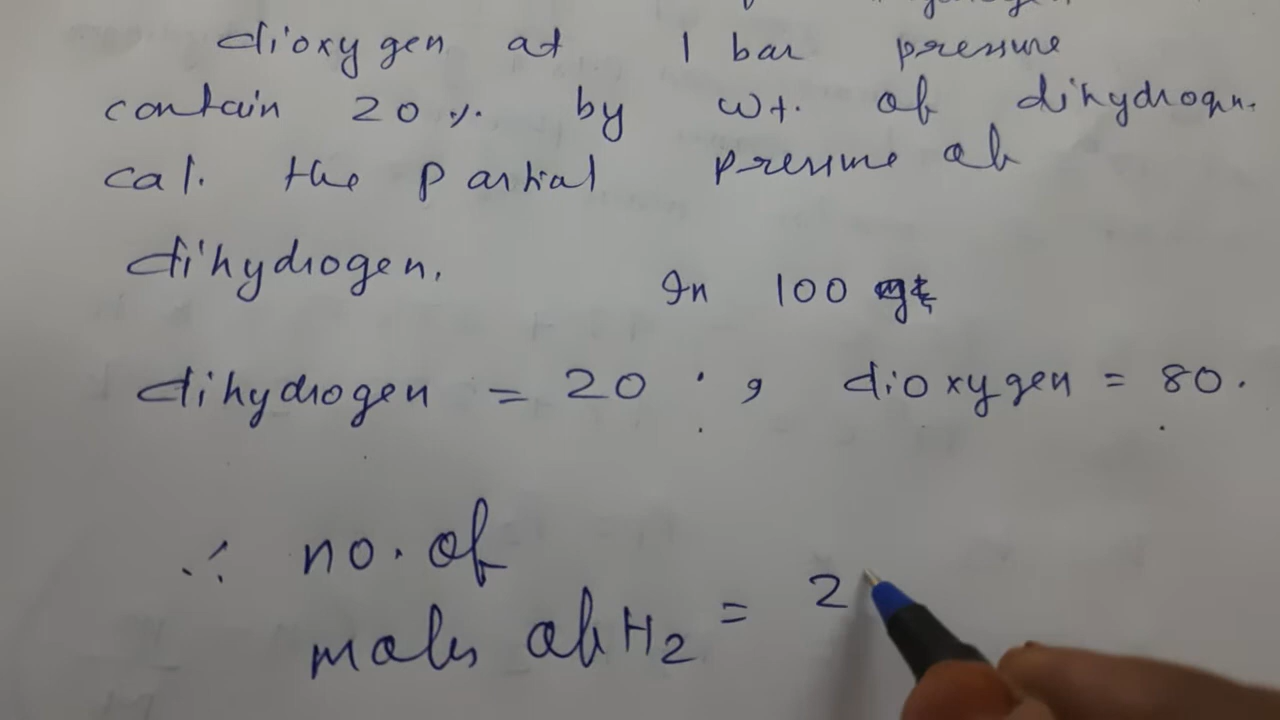 dioxygen at 1 bar pressure
contain 20 %. by wt. of dihydrogn.
cal. the partial pressure of
dihydrogen.
In 100
dihydrogen = 20 ; dioxygen = 80.
∴ no. of
moles of H2 = 2